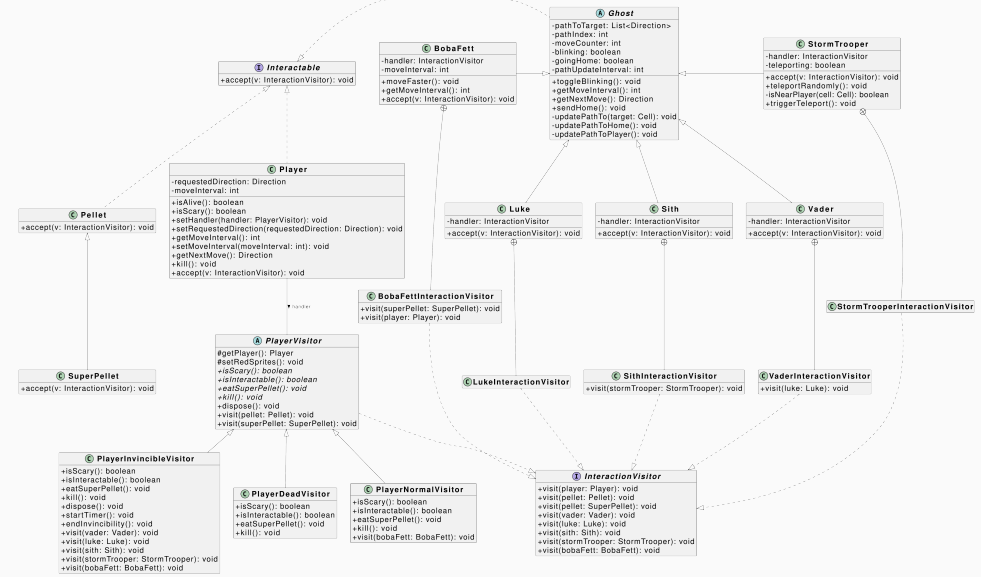 Ghost
-pathToTarget: List<Direction>
-pathIndex: int
-moveCounter: int
-blinking: boolean
-goingHome: boolean
-pathUpdateInterval: int
+toggleBlinking(): void
+getMoveInterval(): int
+getNextMove(): Direction
+sendHome(): void
-updatePathTo(target: Cell): void
-updatePathToHome(): void
-updatePathToPlayer(): void
BobaFett
-handler: InteractionVisitor
-moveInterval: int
+moveFaster(): void
+getMoveInterval(): int
+accept(v: InteractionVisitor): void
StormTrooper
-handler: InteractionVisitor
-teleporting: boolean
+accept(v: InteractionVisitor): void
+teleportRandomly(): void
-isNearPlayer(cell: Cell): boolean
+triggerTeleport(): void
Interactable
+accept(v: InteractionVisitor): void
Player
-requestedDirection: Direction
-moveInterval: int
+isAlive(): boolean
+isScary(): boolean
+setHandler(handler: PlayerVisitor): void
+setRequestedDirection(requestedDirection: Direction): void
+getMoveInterval(): int
+setMoveInterval(moveInterval: int): void
+getNextMove(): Direction
+kill(): void
+accept(v: InteractionVisitor): void
Pellet
+accept(v: InteractionVisitor): void
Luke
-handler: InteractionVisitor
+accept(v: InteractionVisitor): void
Sith
-handler: InteractionVisitor
+accept(v: InteractionVisitor): void
Vader
-handler: InteractionVisitor
+accept(v: InteractionVisitor): void
handler
BobaFettInteractionVisitor
+visit(superPellet: SuperPellet): void
+visit(player: Player): void
StormTrooperInteractionVisitor
PlayerVisitor
#getPlayer(): Player
#setRedSprites(): void
+isScary(): boolean
+isInteractable(): boolean
+eatSuperPellet(): void
+kill(): void
+dispose(): void
+visit(pellet: Pellet): void
+visit(superPellet: SuperPellet): void
SuperPellet
+accept(v: InteractionVisitor): void
LukeInteractionVisitor
SithInteractionVisitor
+visit(stormTrooper: StormTrooper): void
VaderInteractionVisitor
+visit(luke: Luke): void
PlayerInvincibleVisitor
+isScary(): boolean
+isInteractable(): boolean
+eatSuperPellet(): void
+kill(): void
+dispose(): void
+startTimer(): void
+endInvincibility(): void
+visit(vader: Vader): void
+visit(luke: Luke): void
+visit(sith: Sith): void
+visit(stormTrooper: StormTrooper): void
+visit(bobaFett: BobaFett): void
PlayerDeadVisitor
+isScary(): boolean
+isInteractable(): boolean
+eatSuperPellet(): void
+kill(): void
PlayerNormalVisitor
+isScary(): boolean
+isInteractable(): boolean
+eatSuperPellet(): void
+kill(): void
+visit(bobaFett: BobaFett): void
InteractionVisitor
+visit(player: Player): void
+visit(pellet: Pellet): void
+visit(pellet: SuperPellet): void
+visit(vader: Vader): void
+visit(luke: Luke): void
+visit(sith: Sith): void
+visit(stormTrooper: StormTrooper): void
+visit(bobaFett: BobaFett): void